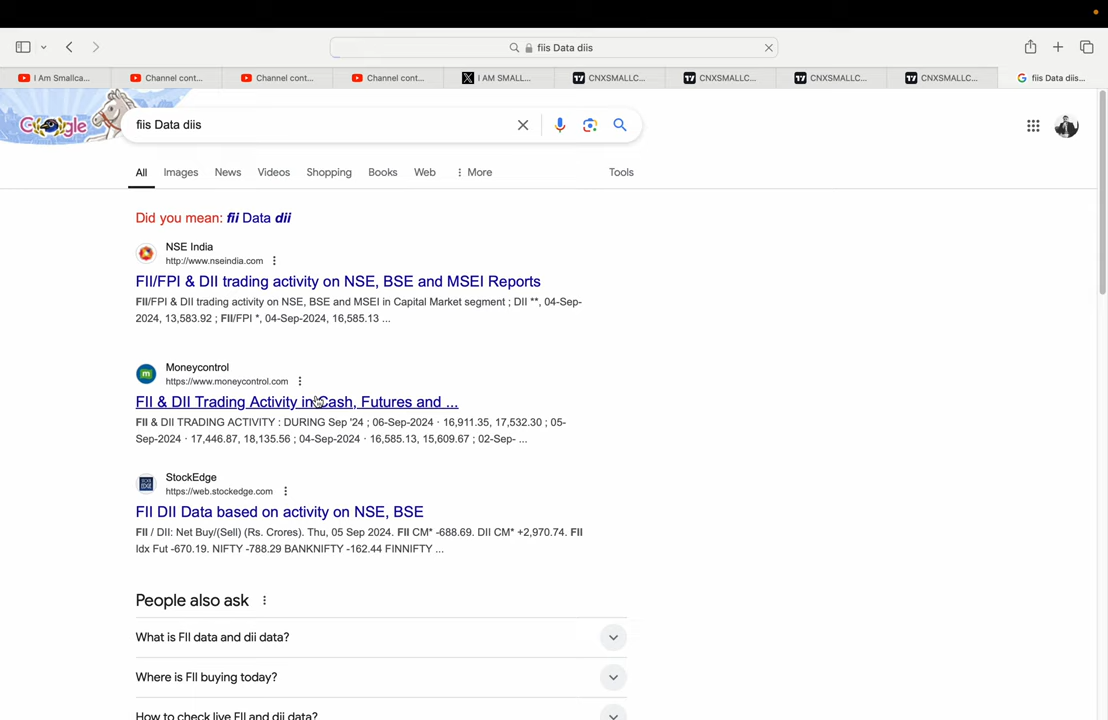 fiis Data diis
I Am Smallca...
Channel cont...
Channel cont...
Channel cont...
I AM SMALL...
CNXSMALLC...
CNXSMALLC...
CNXSMALLC...
CNXSMALLC...
fiis Data diis...
fiis Data diis
All
Images
News
Videos
Shopping
Books
Web
More
Tools
Did you mean: fii Data dii
NSE India
http://www.nseindia.com
FII/FPI & DII trading activity on NSE, BSE and MSEI Reports
FII/FPI & DII trading activity on NSE, BSE and MSEI in Capital Market segment ; DII **, 04-Sep-
2024, 13,583.92 ; FII/FPI *, 04-Sep-2024, 16,585.13 ...
Moneycontrol
https://www.moneycontrol.com
FII & DII Trading Activity in Cash, Futures and ...
FII & DII TRADING ACTIVITY : DURING Sep '24 ; 06-Sep-2024 · 16,911.35, 17,532.30 ; 05-
Sep-2024 · 17,446.87, 18,135.56 ; 04-Sep-2024 · 16,585.13, 15,609.67 ; 02-Sep- ...
StockEdge
https://web.stockedge.com
FII DII Data based on activity on NSE, BSE
FII / DII: Net Buy/(Sell) (Rs. Crores). Thu, 05 Sep 2024. FII CM* -688.69. DII CM* +2,970.74. FII
Idx Fut -670.19. NIFTY -788.29 BANKNIFTY -162.44 FINNIFTY ...
People also ask
What is FII data and dii data?
Where is FII buying today?
How to check live FII and dii data?